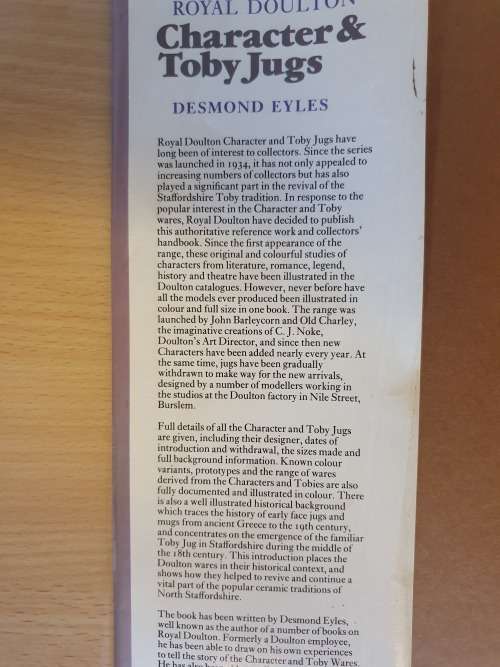 ROYAL DOULTON
Character &
Toby Jugs
DESMOND EYLES
Royal Doulton Character and Toby Jugs have
long been of interest to collectors. Since the series
was launched in 1934, it has not only appealed to
increasing numbers of collectors but has also
played a significant part in the revival of the
Staffordshire Toby tradition. In response to the
popular interest in the Character and Toby
wares, Royal Doulton have decided to publish
this authoritative reference work and collectors'
handbook. Since the first appearance of the
range, these original and colourful studies of
characters from literature, romance, legend,
history and theatre have been illustrated in the
Doulton catalogues. However, never before have
all the models ever produced been illustrated in
colour and full size in one book. The range was
launched by John Barleycorn and Old Charley,
the imaginative creations of C. J. Noke,
Doulton's Art Director, and since then new
Characters have been added nearly every year. At
the same time, jugs have been gradually
withdrawn to make way for the new arrivals,
designed by a number of modellers working in
the studios at the Doulton factory in Nile Street,
Burslem.
Full details of all the Character and Toby Jugs
are given, including their designer, dates of
introduction and withdrawal, the sizes made and
full background information. Known colour
variants, prototypes and the range of wares
derived from the Characters and Tobies are also
fully documented and illustrated in colour. There
is also a well illustrated historical background
which traces the history of early face jugs and
mugs from ancient Greece to the 19th century,
and concentrates on the emergence of the familiar
Toby Jug in Staffordshire during the middle of
the 18th century. This introduction places the
Doulton wares in their historical context, and
shows how they helped to revive and continue a
vital part of the popular ceramic traditions of
North Staffordshire.
The book has been written by Desmond Eyles,
well known as the author of a number of books on
Royal Doulton. Formerly a Doulton employee,
he has been able to draw on his own experiences
to tell the story of the Character and Toby Wares.
He has also